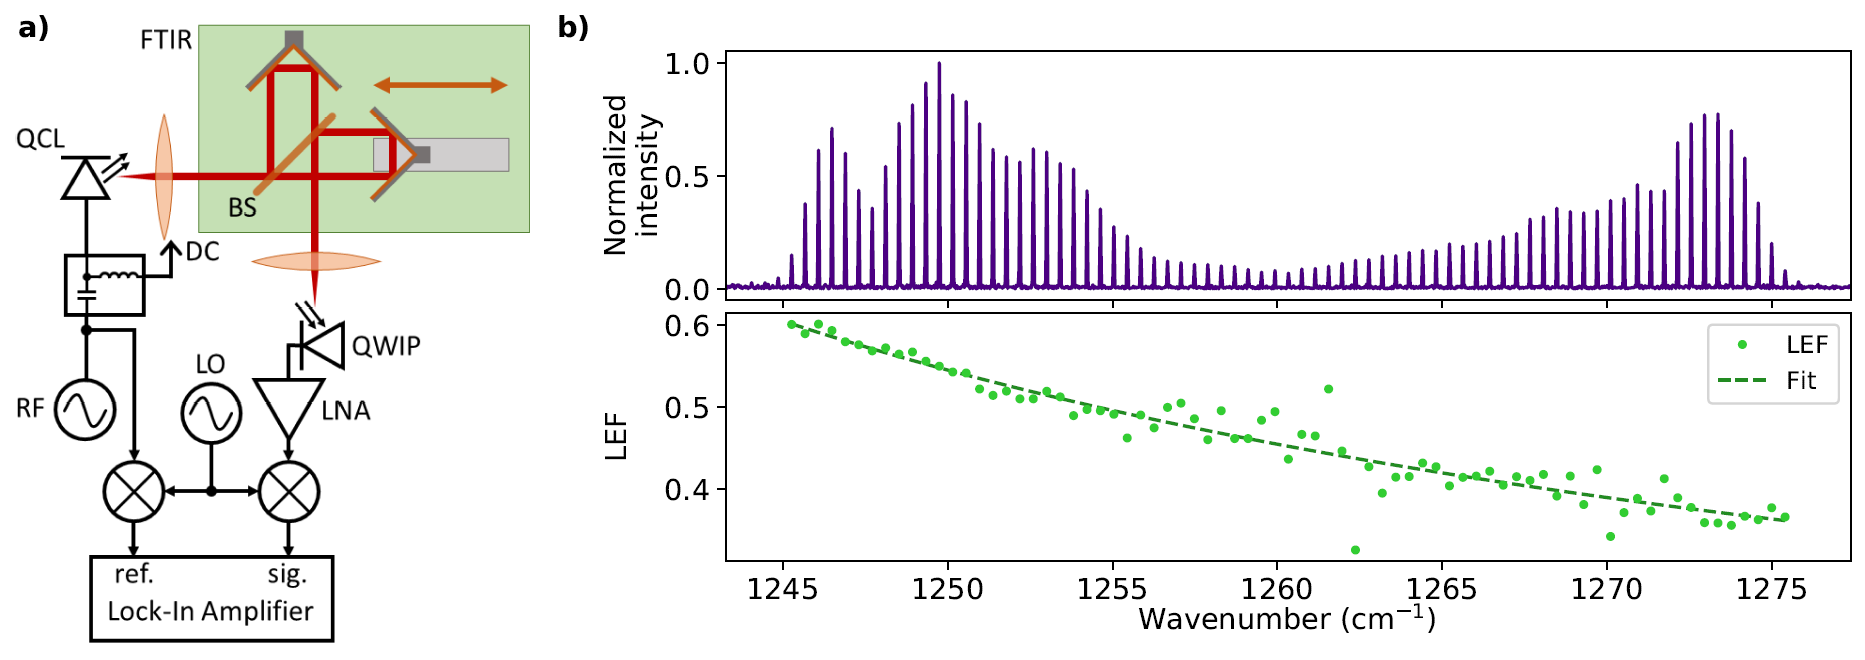 a)
FTIR
QCL
BS
DC
QWIP
LO
RF
LNA
ref. sig.
Lock-In Amplifier
b)
Normalized
intensity
1.0
0.5
0.0
LEF
0.6
0.5
0.4
LEF
Fit
1245 1250 1255 1260 1265 1270 1275
Wavenumber (cm⁻¹)